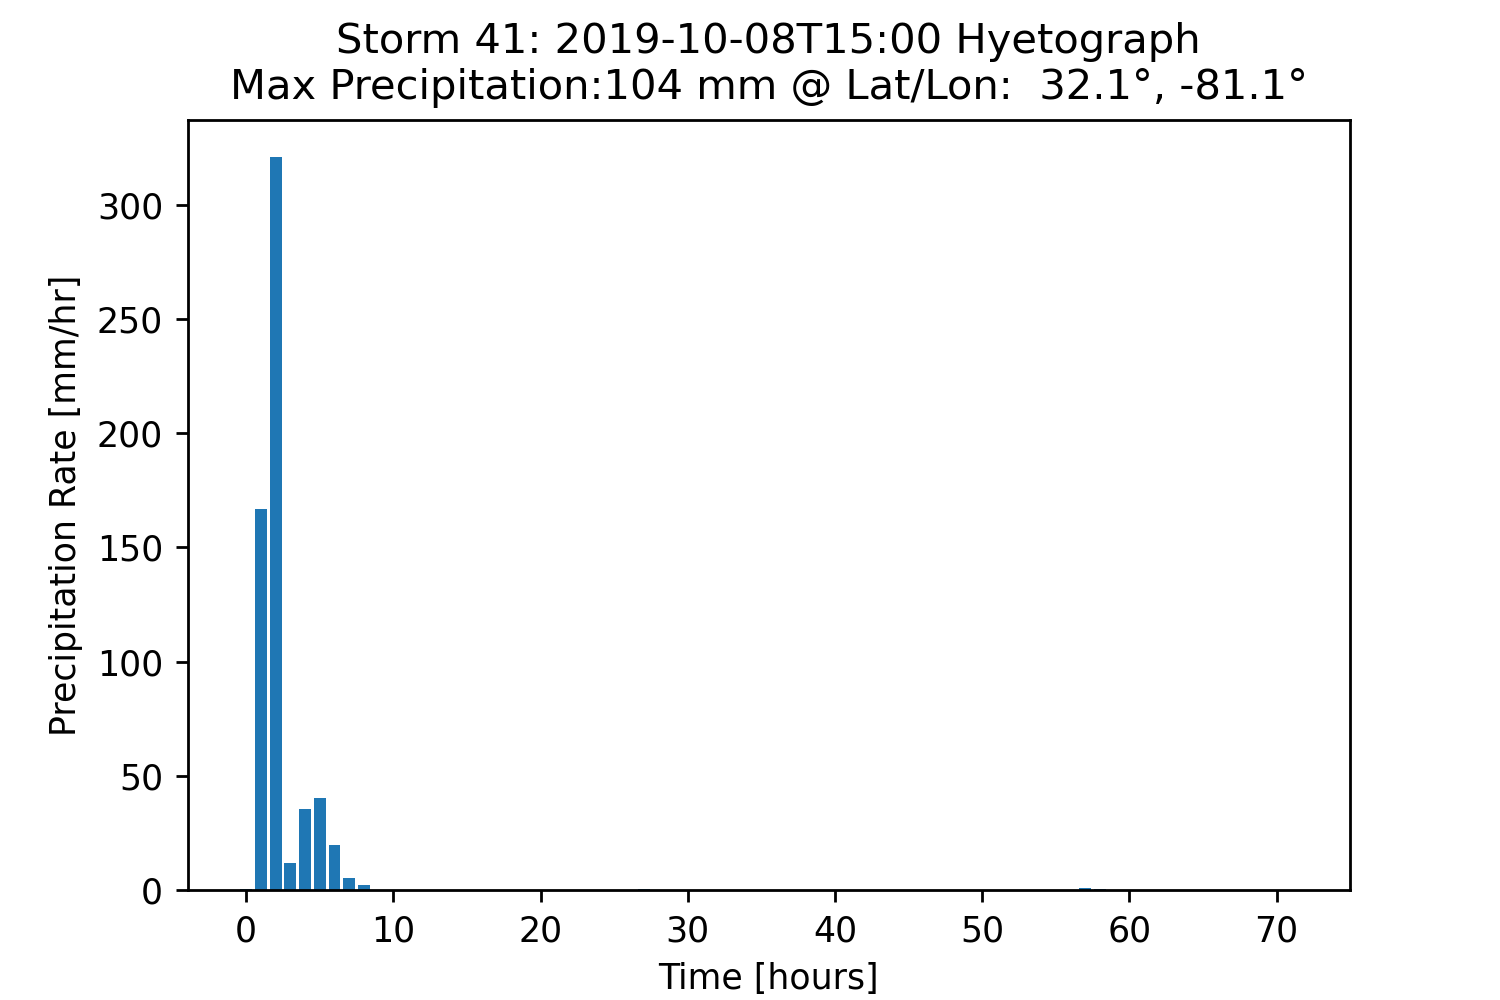 Storm 41: 2019-10-08T15:00 Hyetograph
Max Precipitation:104 mm @ Lat/Lon:  32.1°, -81.1°
300
250
200
150
100
50
0
Precipitation Rate [mm/hr]
0 10 20 30 40 50 60 70
Time [hours]